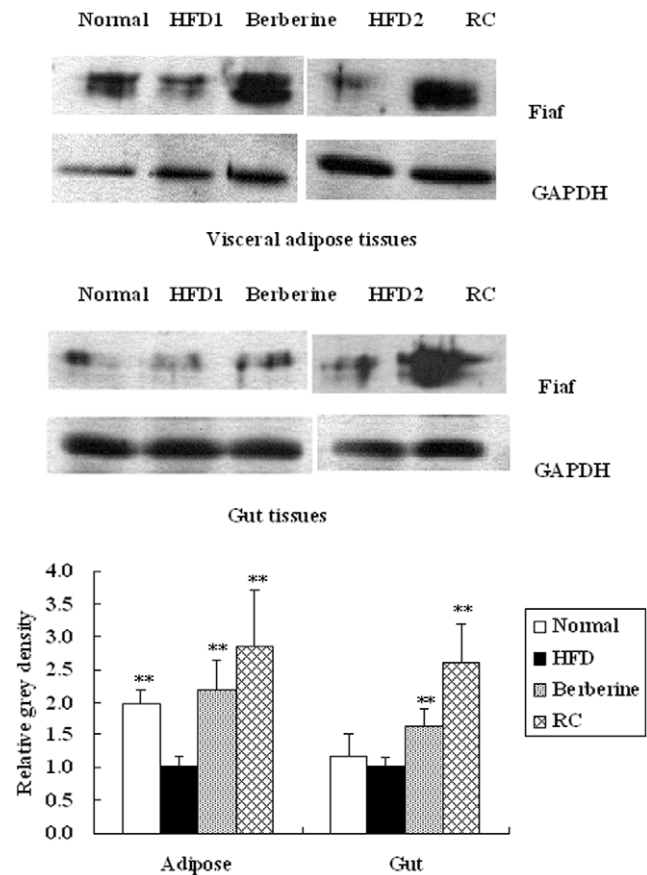 Normal HFD1 Berberine HFD2 RC
Fiaf
GAPDH
Visceral adipose tissues
Normal HFD1 Berberine HFD2 RC
Fiaf
GAPDH
Gut tissues
Relative grey density
4.0
3.5
3.0
2.5
2.0
1.5
1.0
0.5
0.0
** ** ** ** **
Adipose Gut
Normal
HFD
Berberine
RC